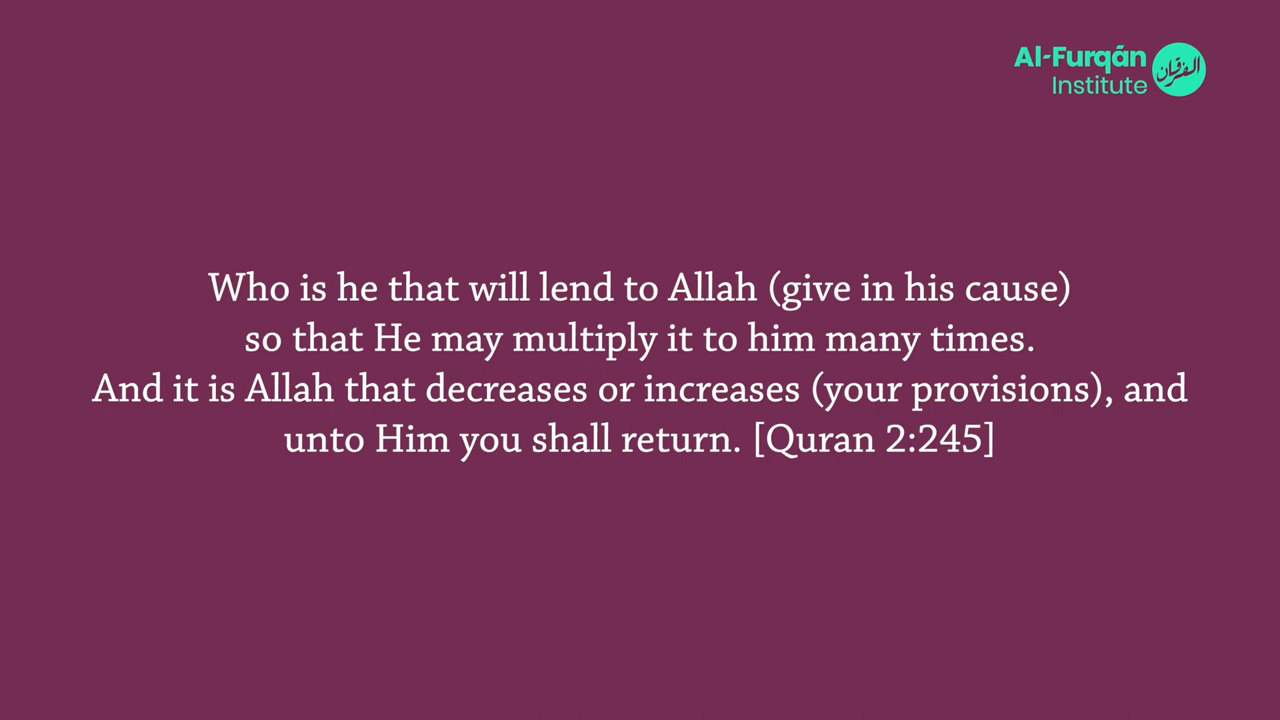 Al-Furqán
Institute
الفرقان
Who is he that will lend to Allah (give in his cause)
so that He may multiply it to him many times.
And it is Allah that decreases or increases (your provisions), and
unto Him you shall return. [Quran 2:245]